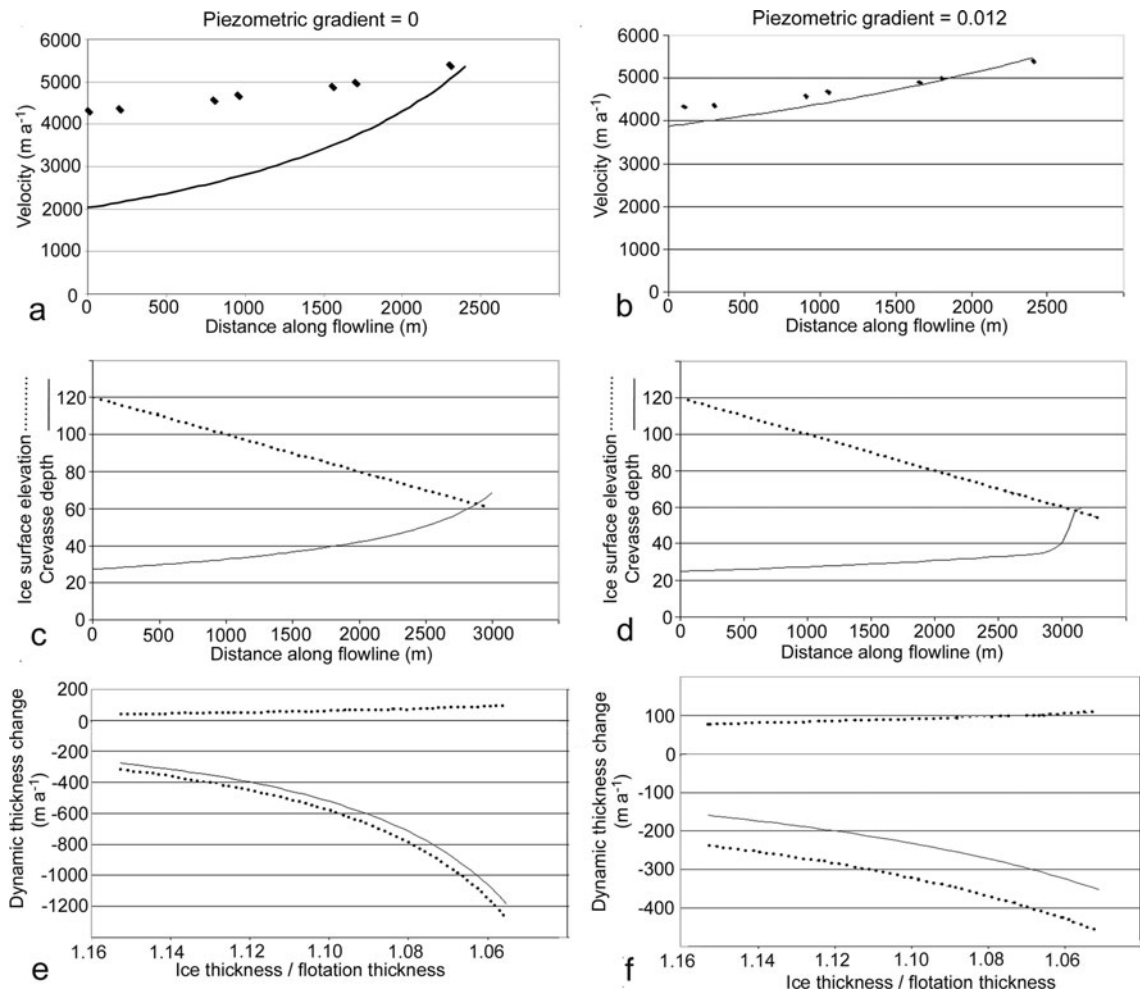 Piezometric gradient = 0
6000
5000
4000
3000
2000
1000
0
Velocity (m a⁻¹)
0 500 1000 1500 2000 2500
Distance along flowline (m)
a
Piezometric gradient = 0.012
6000
5000
4000
3000
2000
1000
0
Velocity (m a⁻¹)
0 500 1000 1500 2000 2500
Distance along flowline (m)
b
120
100
80
60
40
20
0
Ice surface elevation
Crevasse depth
0 500 1000 1500 2000 2500 3000
Distance along flowline (m)
c
120
100
80
60
40
20
0
Ice surface elevation
Crevasse depth
0 500 1000 1500 2000 2500 3000
Distance along flowline (m)
d
200
0
-200
-400
-600
-800
-1000
-1200
Dynamic thickness change
(m a⁻¹)
1.16 1.14 1.12 1.10 1.08 1.06
Ice thickness / flotation thickness
e
100
0
-100
-200
-300
-400
Dynamic thickness change
(m a⁻¹)
1.16 1.14 1.12 1.10 1.08 1.06
Ice thickness / flotation thickness
f